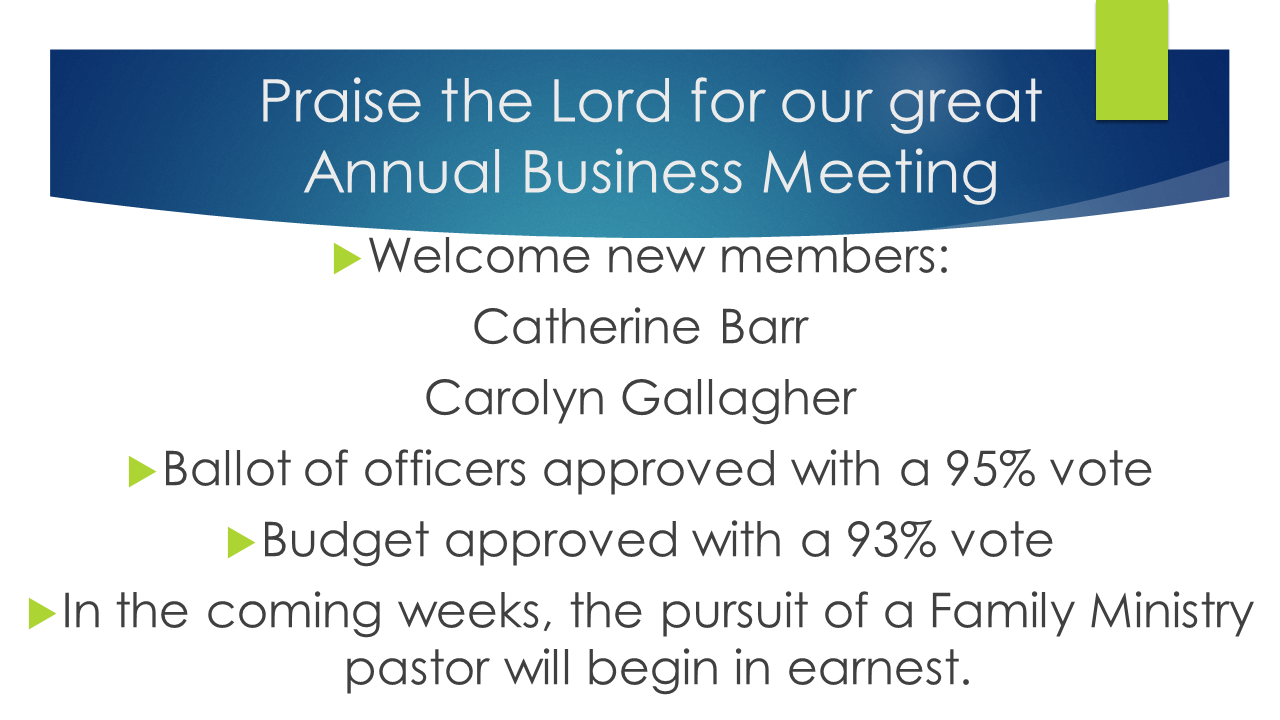 Praise the Lord for our great
Annual Business Meeting
Welcome new members:
Catherine Barr
Carolyn Gallagher
Ballot of officers approved with a 95% vote
Budget approved with a 93% vote
In the coming weeks, the pursuit of a Family Ministry
pastor will begin in earnest.